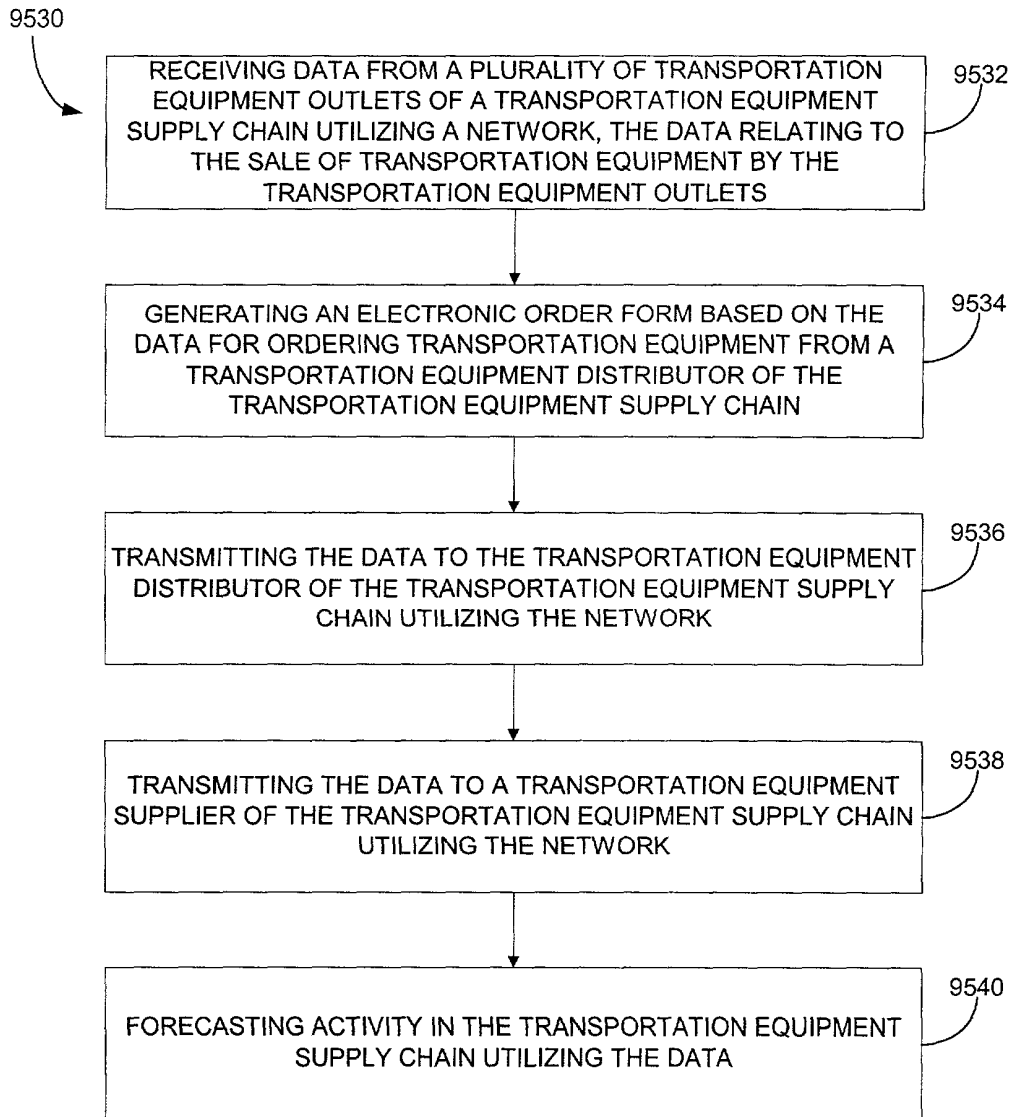 9530
RECEIVING DATA FROM A PLURALITY OF TRANSPORTATION
EQUIPMENT OUTLETS OF A TRANSPORTATION EQUIPMENT
SUPPLY CHAIN UTILIZING A NETWORK, THE DATA RELATING TO
THE SALE OF TRANSPORTATION EQUIPMENT BY THE
TRANSPORTATION EQUIPMENT OUTLETS
9532
GENERATING AN ELECTRONIC ORDER FORM BASED ON THE
DATA FOR ORDERING TRANSPORTATION EQUIPMENT FROM A
TRANSPORTATION EQUIPMENT DISTRIBUTOR OF THE
TRANSPORTATION EQUIPMENT SUPPLY CHAIN
9534
TRANSMITTING THE DATA TO THE TRANSPORTATION EQUIPMENT
DISTRIBUTOR OF THE TRANSPORTATION EQUIPMENT SUPPLY
CHAIN UTILIZING THE NETWORK
9536
TRANSMITTING THE DATA TO A TRANSPORTATION EQUIPMENT
SUPPLIER OF THE TRANSPORTATION EQUIPMENT SUPPLY CHAIN
UTILIZING THE NETWORK
9538
FORECASTING ACTIVITY IN THE TRANSPORTATION EQUIPMENT
SUPPLY CHAIN UTILIZING THE DATA
9540